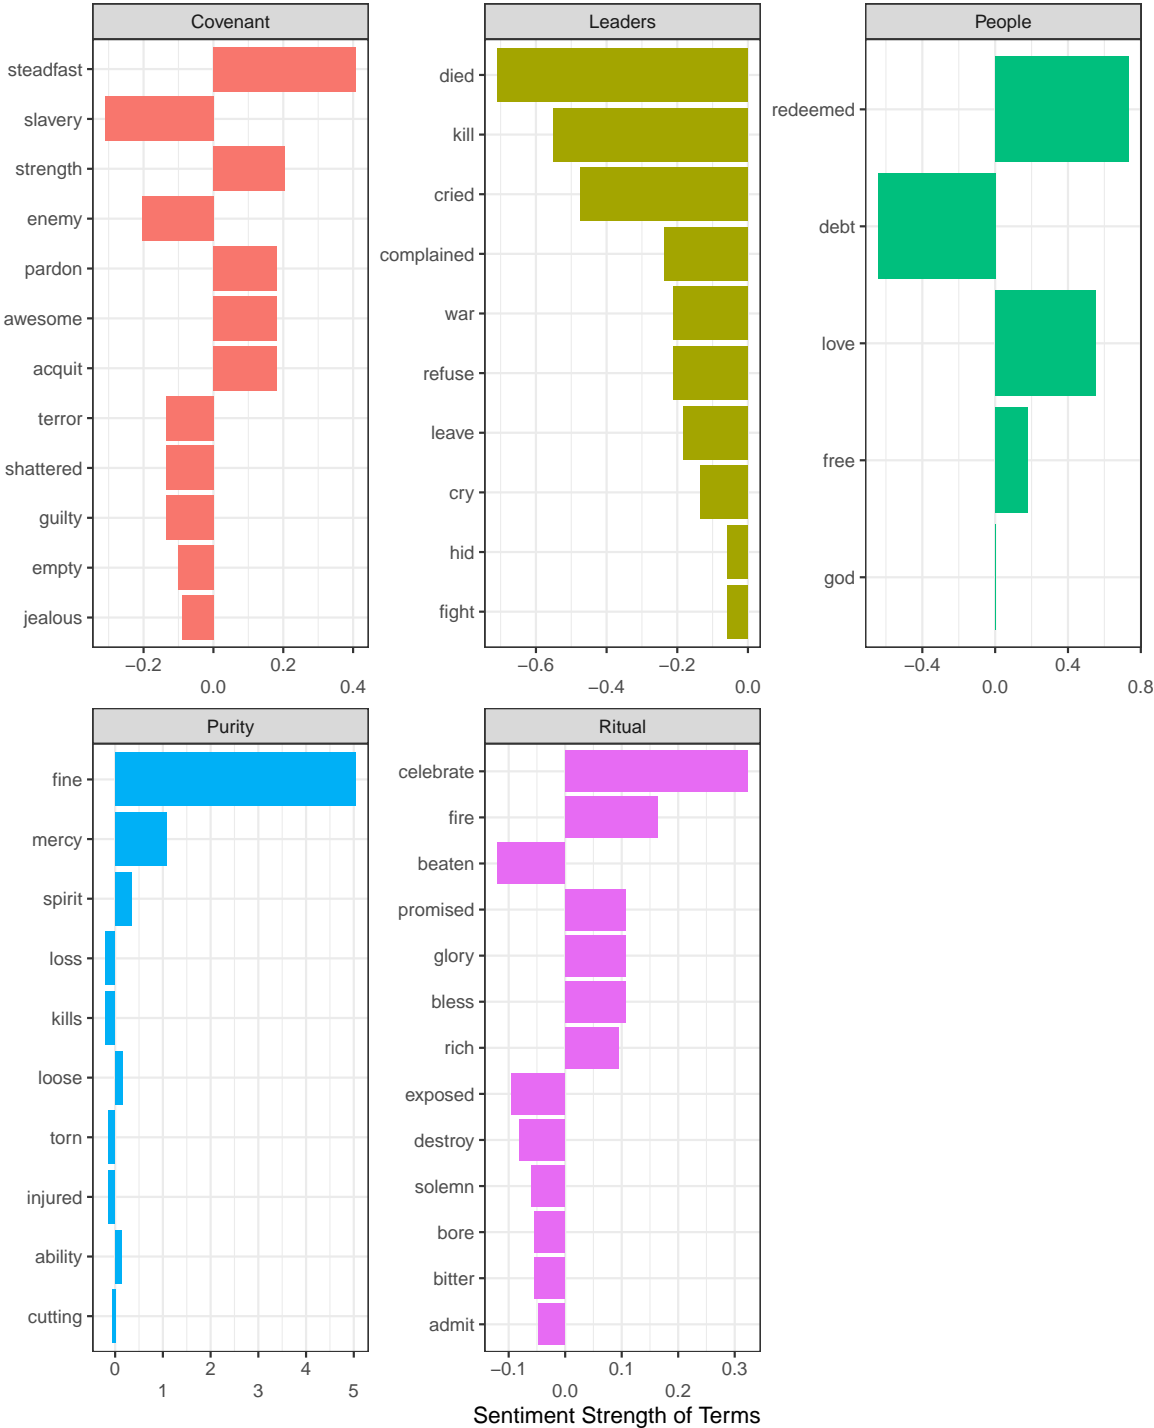 Covenant
steadfast
slavery
strength
enemy
pardon
awesome
acquit
terror
shattered
guilty
empty
jealous
−0.2
0.2
0.0
0.4
Leaders
died
kill
cried
complained
war
refuse
leave
cry
hid
fight
−0.6
−0.2
−0.4
0.0
People
redeemed
debt
love
free
god
−0.4
0.4
0.0
0.8
Purity
fine
mercy
spirit
loss
kills
loose
torn
injured
ability
cutting
0
2
4
1
3
5
Ritual
celebrate
fire
beaten
promised
glory
bless
rich
exposed
destroy
solemn
bore
bitter
admit
−0.1
0.1
0.3
0.0
0.2
Sentiment Strength of Terms